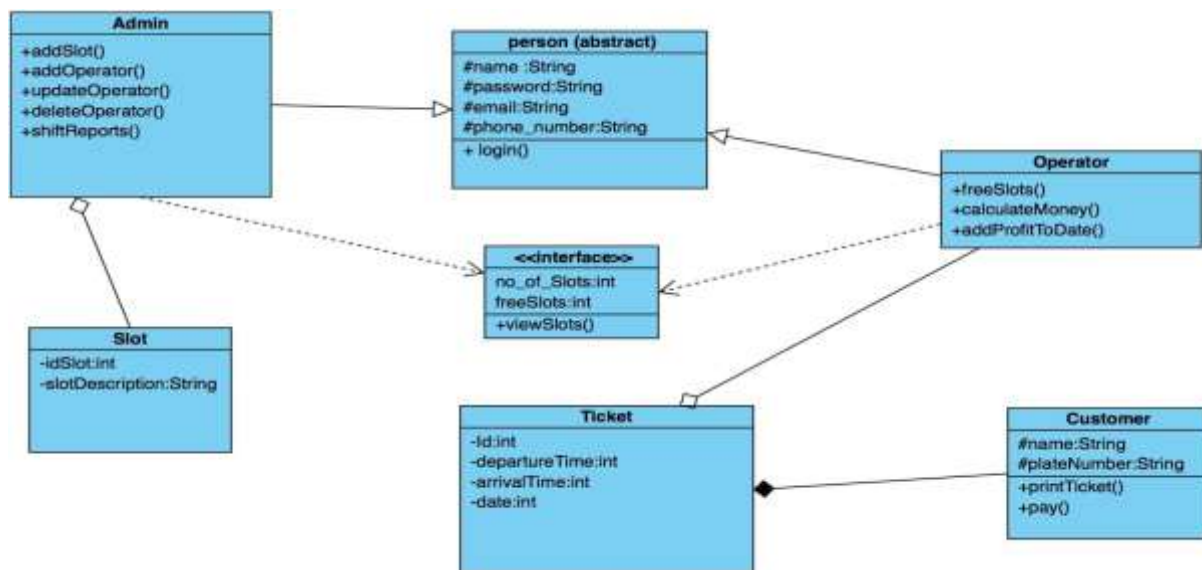 Admin
+addSlot()
+addOperator()
+updateOperator()
+deleteOperator()
+shiftReports()
person (abstract)
#name :String
#password:String
#email:String
#phone_number:String
+ login()
Operator
+freeSlots()
+calculateMoney()
+addProfitToDate()
<<interface>>
no_of_Slots:int
freeSlots:int
+viewSlots()
Slot
-idSlot:int
-slotDescription:String
Ticket
-Id:int
-departureTime:int
-arrivalTime:int
-date:int
Customer
#name:String
#plateNumber:String
+printTicket()
+pay()